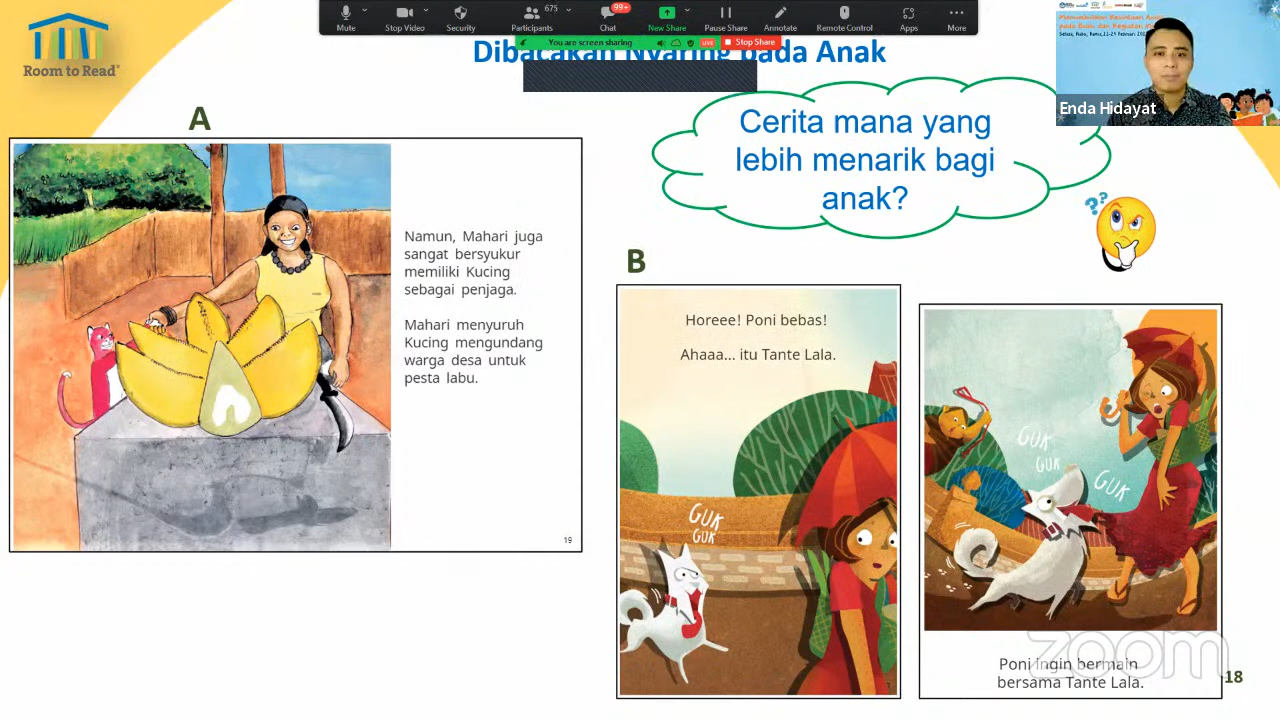 Mute
Stop Video
Security
Participants
675
Chat
99+
New Share
Pause Share
Annotate
Remote Control
Apps
More
You are screen sharing
LIVE
Stop Share
Room to Read
Dibacakan Nyaring pada Anak
Enda Hidayat
Cerita mana yang
lebih menarik bagi
anak?
??
A
Namun, Mahari juga
sangat bersyukur
memiliki Kucing
sebagai penjaga.
Mahari menyuruh
Kucing mengundang
warga desa untuk
pesta labu.
19
B
Horeee! Poni bebas!
Ahaaa... itu Tante Lala.
GUK
GUK
GUK
GUK
GUK
Poni ingin bermain
bersama Tante Lala.
zoom
18